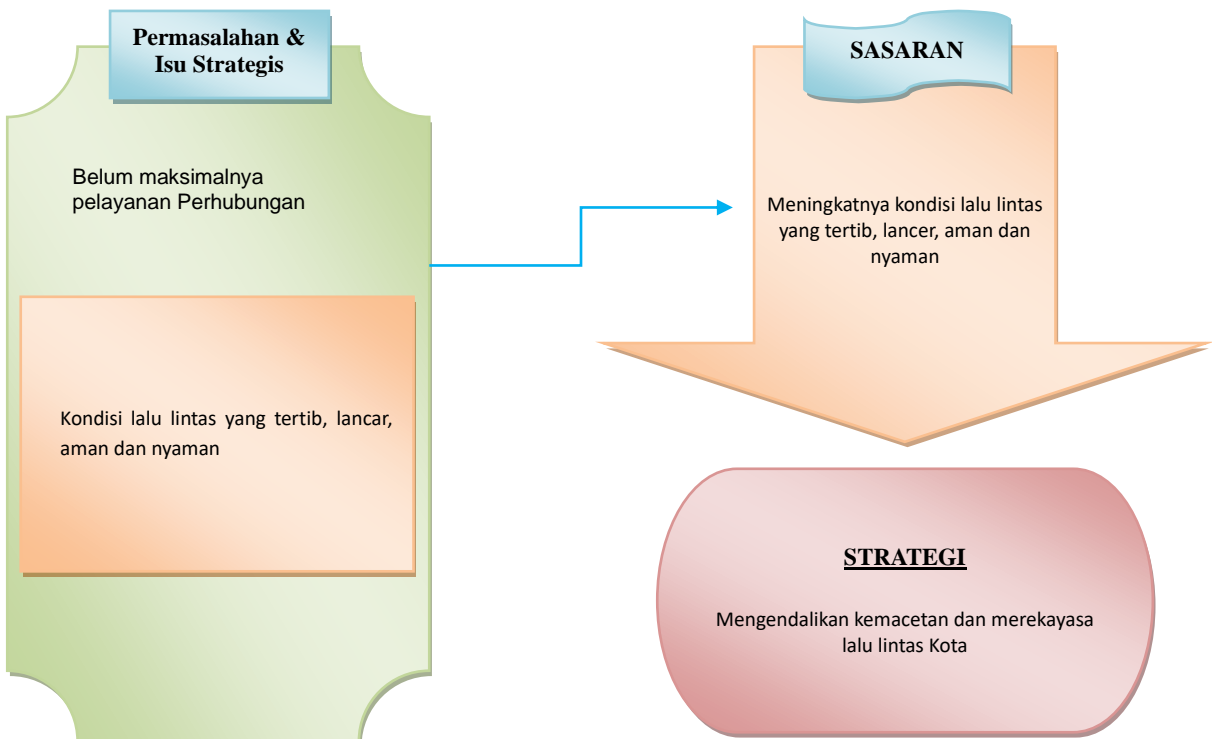 Permasalahan &
Isu Strategis
Belum maksimalnya
pelayanan Perhubungan
Kondisi lalu lintas yang tertib, lancar,
aman dan nyaman
SASARAN
Meningkatnya kondisi lalu lintas
yang tertib, lancer, aman dan
nyaman
STRATEGI
Mengendalikan kemacetan dan merekayasa
lalu lintas Kota